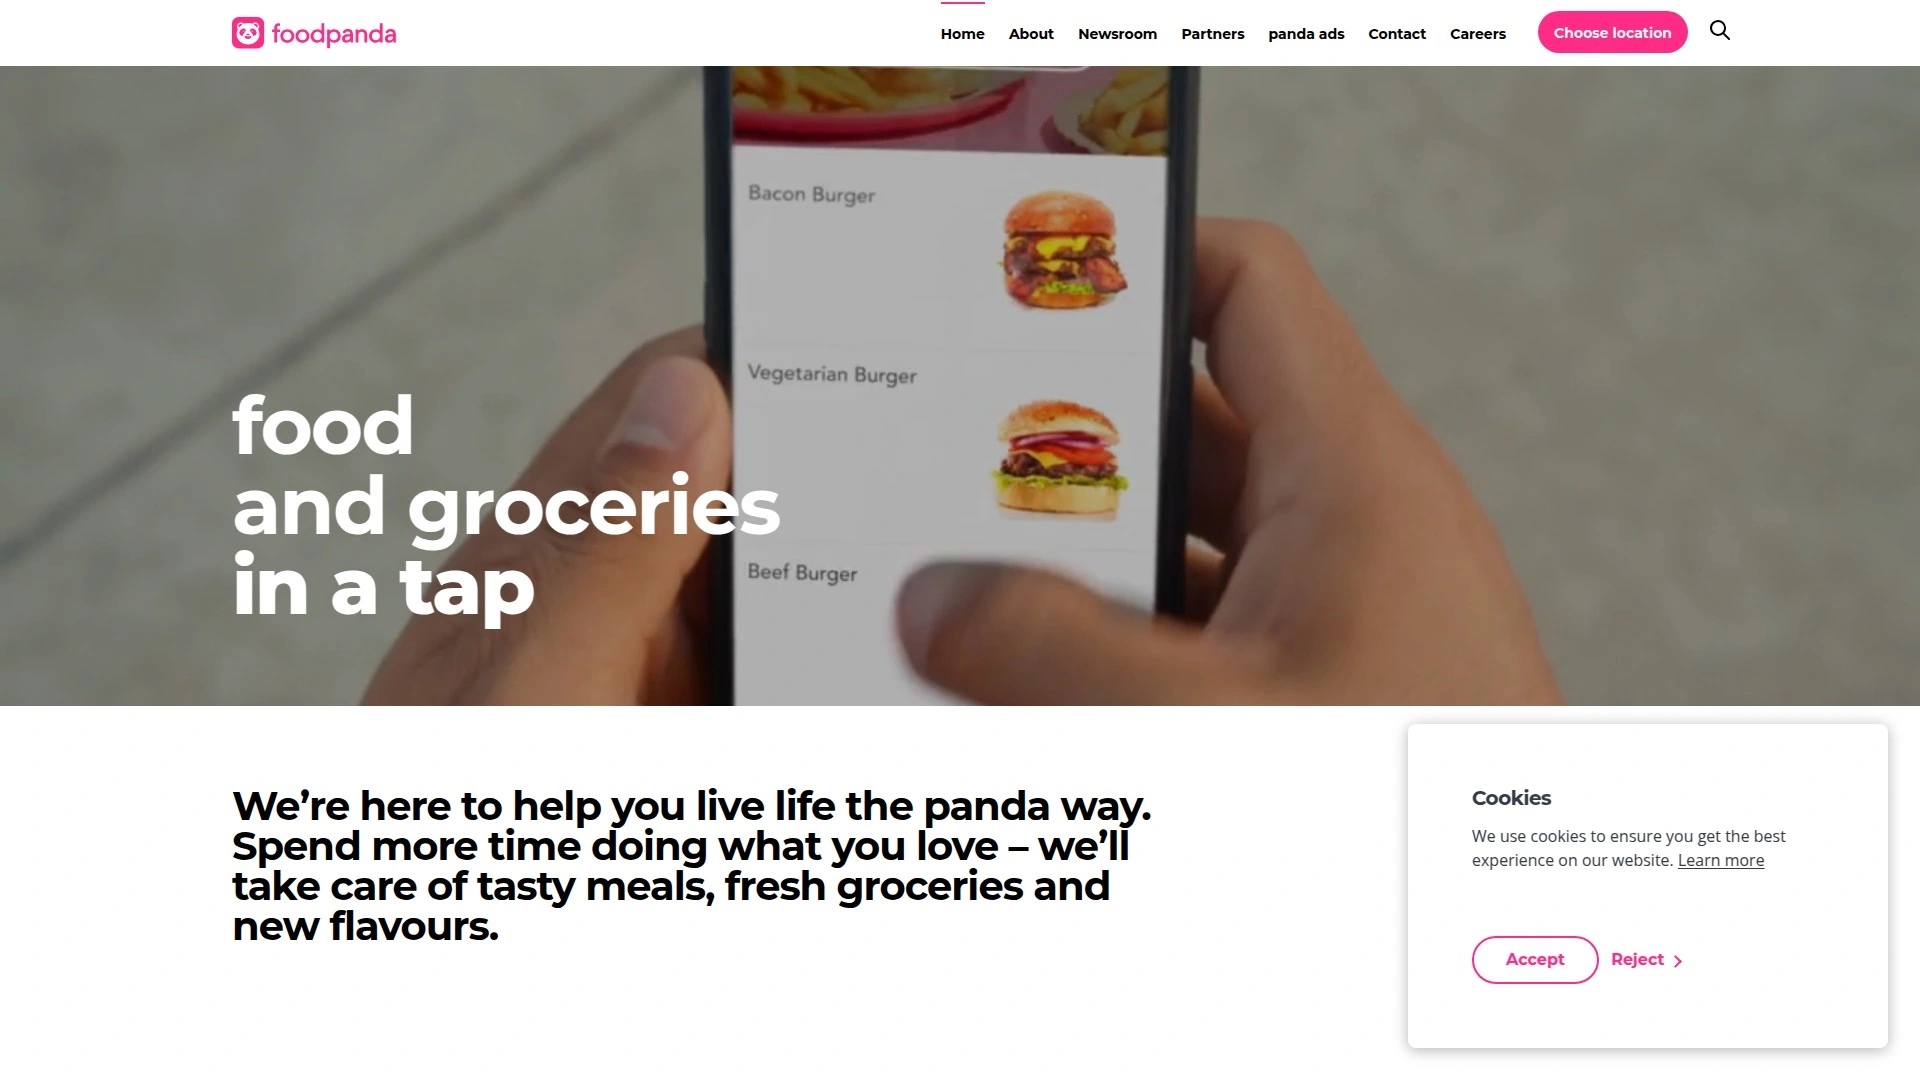 foodpanda
Home About Newsroom Partners panda ads Contact Careers Choose location
Bacon Burger
Vegetarian Burger
Beef Burger
food
and groceries
in a tap
We’re here to help you live life the panda way.
Spend more time doing what you love – we’ll
take care of tasty meals, fresh groceries and
new flavours.
Cookies
We use cookies to ensure you get the best
experience on our website. Learn more
Accept Reject